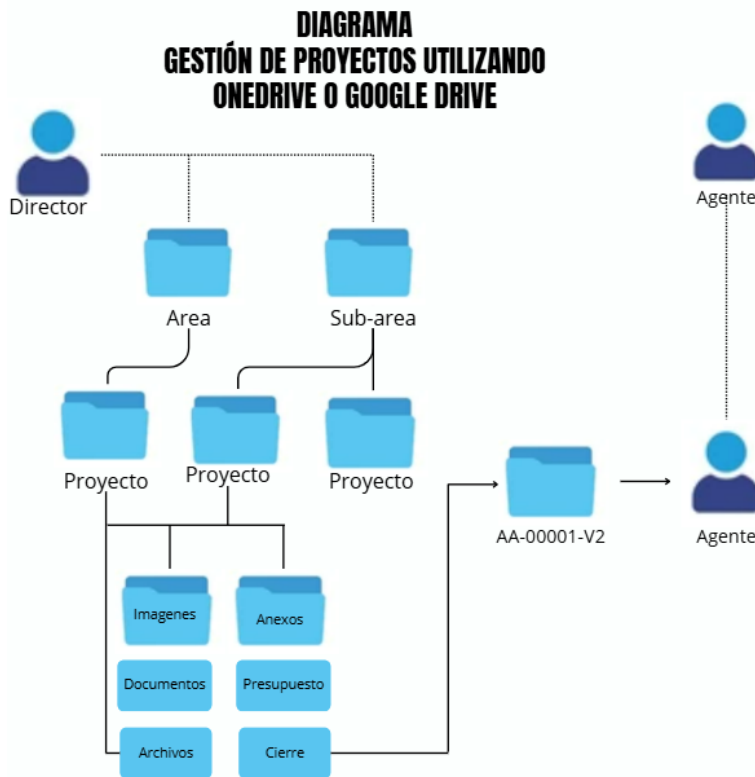 DIAGRAMA
GESTIÓN DE PROYECTOS UTILIZANDO
ONEDRIVE O GOOGLE DRIVE
Director
Agente
Area
Sub-area
Proyecto
Proyecto
Proyecto
AA-00001-V2
Agente
Imagenes
Anexos
Documentos
Presupuesto
Archivos
Cierre